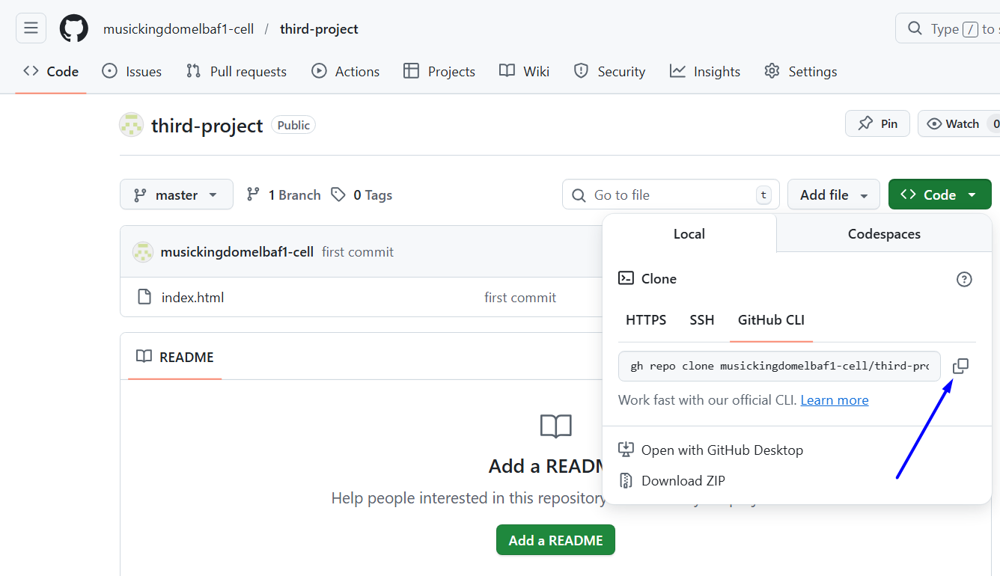 musickingdomelbaf1-cell / third-project
Type / to
Code Issues Pull requests Actions Projects Wiki Security Insights Settings
third-project Public
Pin Watch 0
master 1 Branch 0 Tags
Go to file t
Add file Code
Local Codespaces
musickingdomelbaf1-cell first commit
Clone
index.html first commit
HTTPS SSH GitHub CLI
README
gh repo clone musickingdomelbaf1-cell/third-pro
Work fast with our official CLI. Learn more
Open with GitHub Desktop
Add a READ
Download ZIP
Help people interested in this repository
Add a README